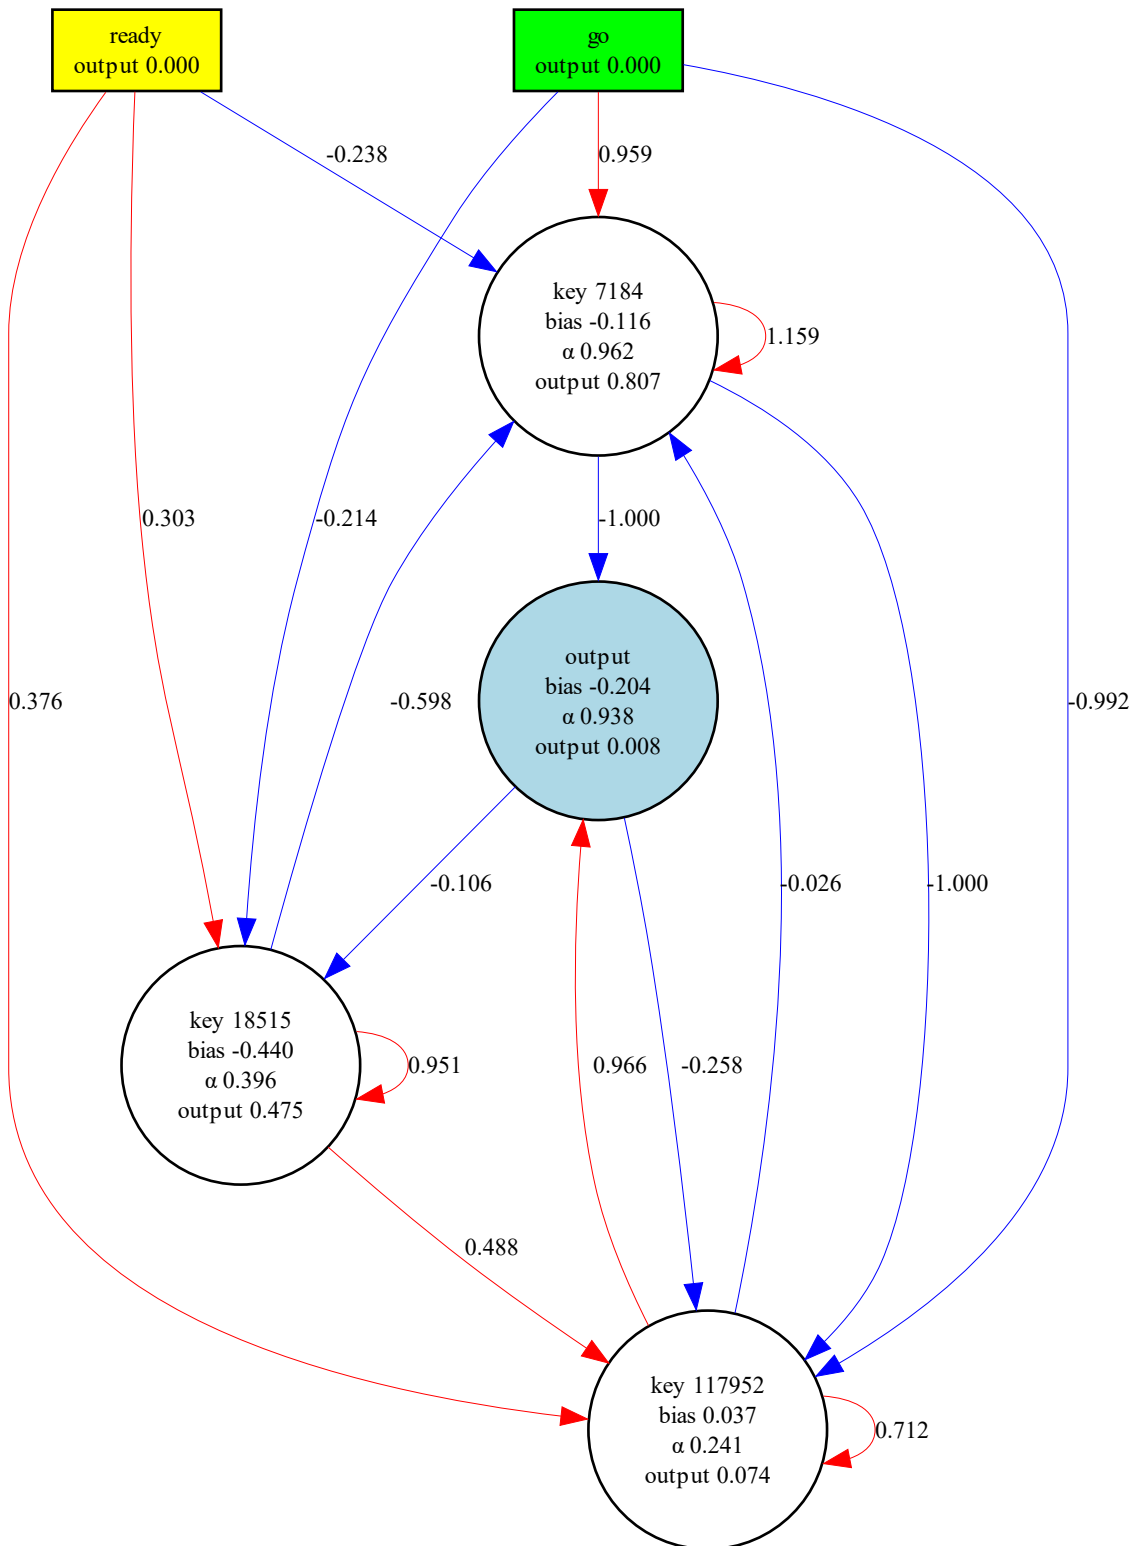 ready
output 0.000
go
output 0.000
-0.238
0.959
key 7184
bias -0.116
α 0.962
output 0.807
1.159
0.303
-0.214
-1.000
output
bias -0.204
α 0.938
output 0.008
0.376
-0.598
-0.992
-0.106
-0.026
-1.000
key 18515
bias -0.440
α 0.396
output 0.475
0.951
0.966
-0.258
0.488
key 117952
bias 0.037
α 0.241
output 0.074
0.712